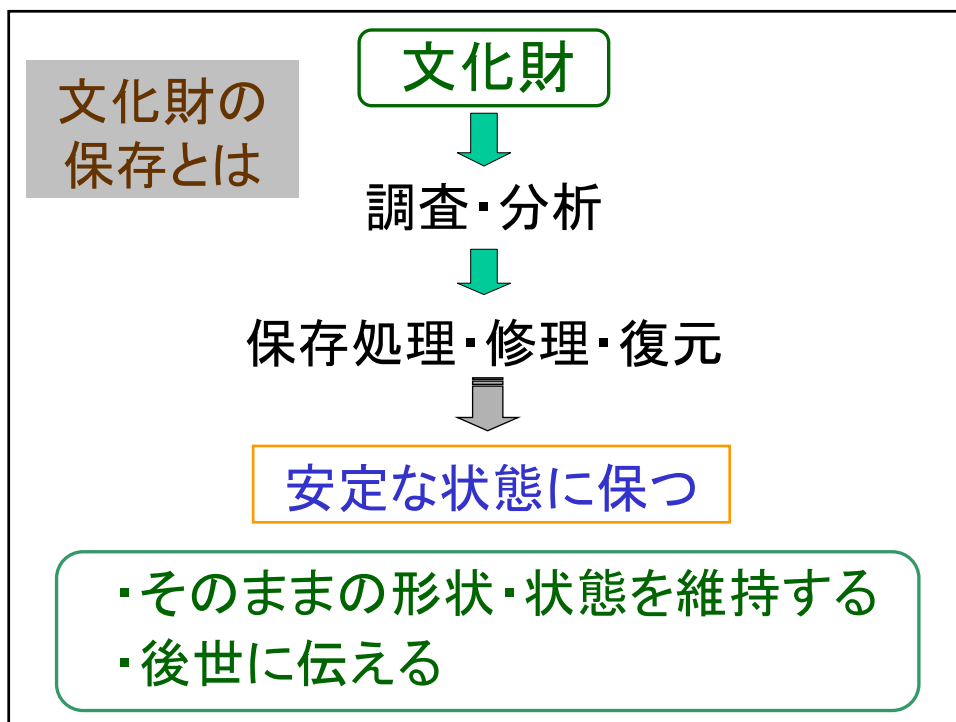 文化財の
保存とは
文化財
調査・分析
保存処理・修理・復元
安定な状態に保つ
・そのままの形状・状態を維持する
・後世に伝える